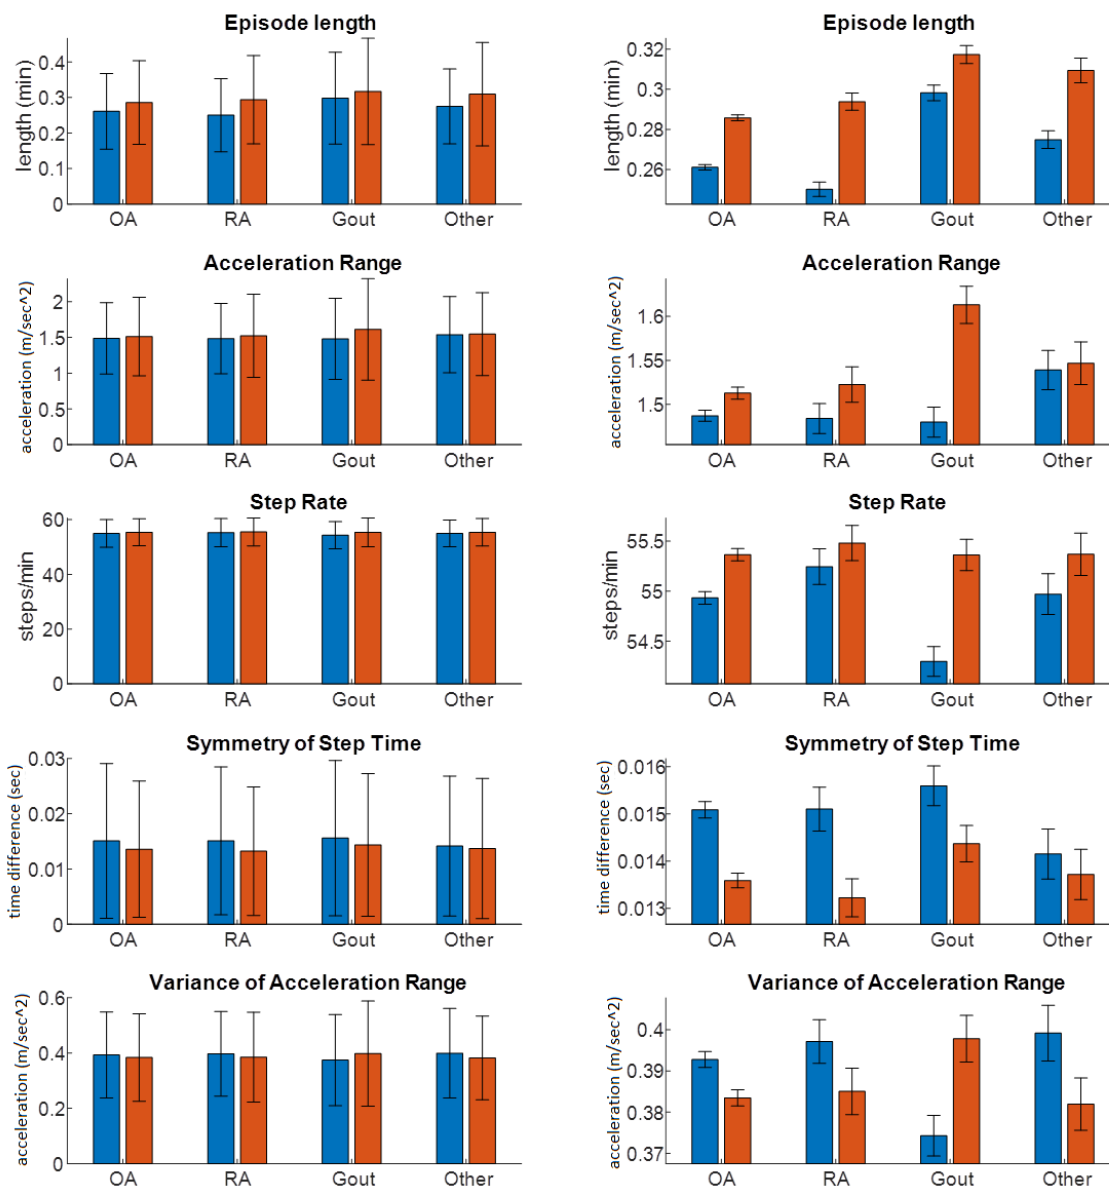 Episode length
length (min)
0.4
0.3
0.2
0.1
0
OA RA Gout Other
Episode length
length (min)
0.32
0.3
0.28
0.26
OA RA Gout Other
Acceleration Range
acceleration (m/sec^2)
2
1.5
1
0.5
0
OA RA Gout Other
Acceleration Range
acceleration (m/sec^2)
1.6
1.55
1.5
OA RA Gout Other
Step Rate
steps/min
60
40
20
0
OA RA Gout Other
Step Rate
steps/min
55.5
55
54.5
OA RA Gout Other
Symmetry of Step Time
time difference (sec)
0.03
0.02
0.01
0
OA RA Gout Other
Symmetry of Step Time
time difference (sec)
0.016
0.015
0.014
0.013
OA RA Gout Other
Variance of Acceleration Range
acceleration (m/sec^2)
0.6
0.4
0.2
0
OA RA Gout Other
Variance of Acceleration Range
acceleration (m/sec^2)
0.4
0.39
0.38
0.37
OA RA Gout Other